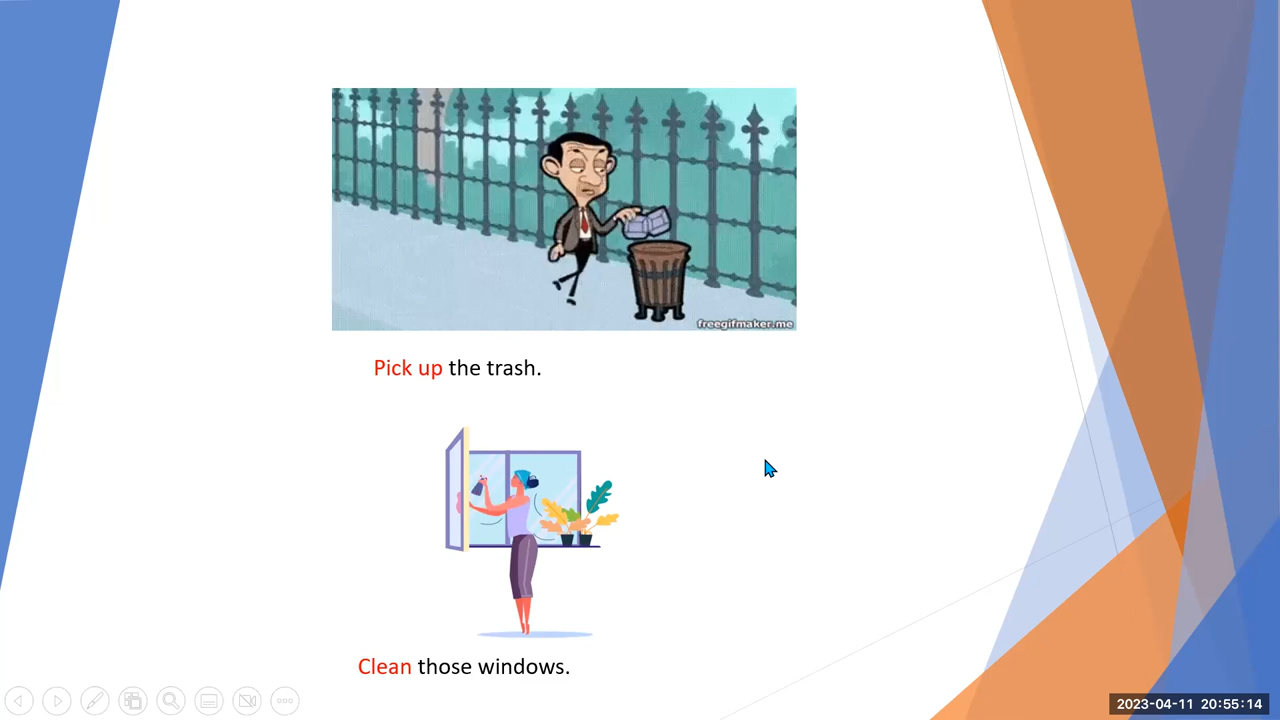 freegifmaker.me
Pick up the trash.
Clean those windows.
2023-04-11 20:55:14